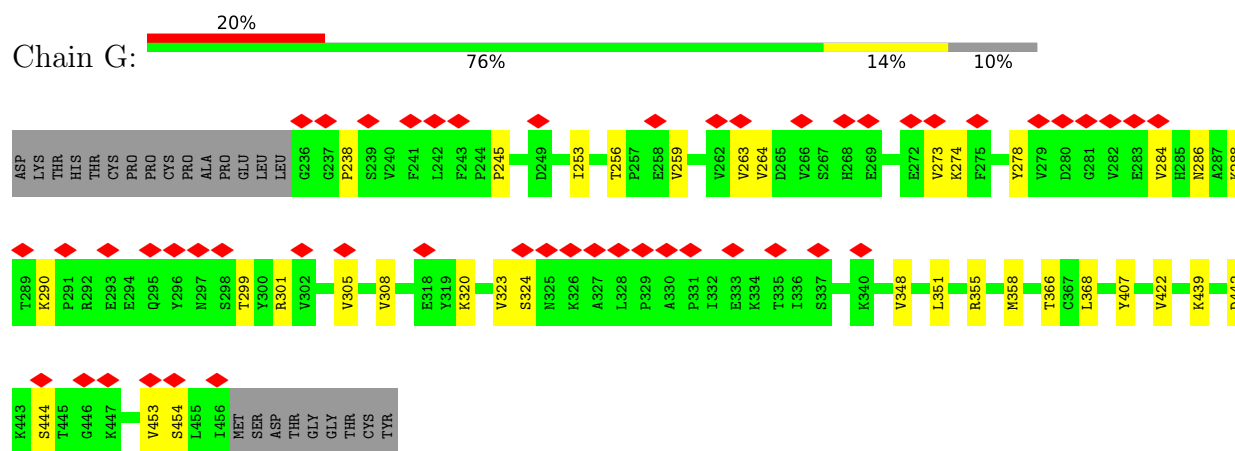 20%
Chain G:
76% 14% 10%
ASP LYS THR HIS THR CYS PRO PRO CYS PRO ALA PRO GLU LEU LEU G236 G237 P238 S239 V240 F241 L242 F243 P244 P245 D249 I253 T256 P257 E258 V259 V262 V263 V264 D265 V266 S267 H268 E269 E272 V273 K274 F275 Y278 V279 D280 G281 V282 E283 V284 H285 N286 A287 K288
T289 K290 P291 R292 E293 E294 Q295 Y296 N297 S298 T299 Y300 R301 V302 V305 V308 E318 Y319 K320 V323 S324 N325 K326 A327 L328 P329 A330 P331 I332 E333 K334 T335 I336 S337 K340 V348 L351 R355 M358 T366 C367 L368 Y407 V422 K439
K443 S444 T445 G446 K447 V453 S454 L455 I456 MET SER ASP THR GLY GLY THR CYS TYR